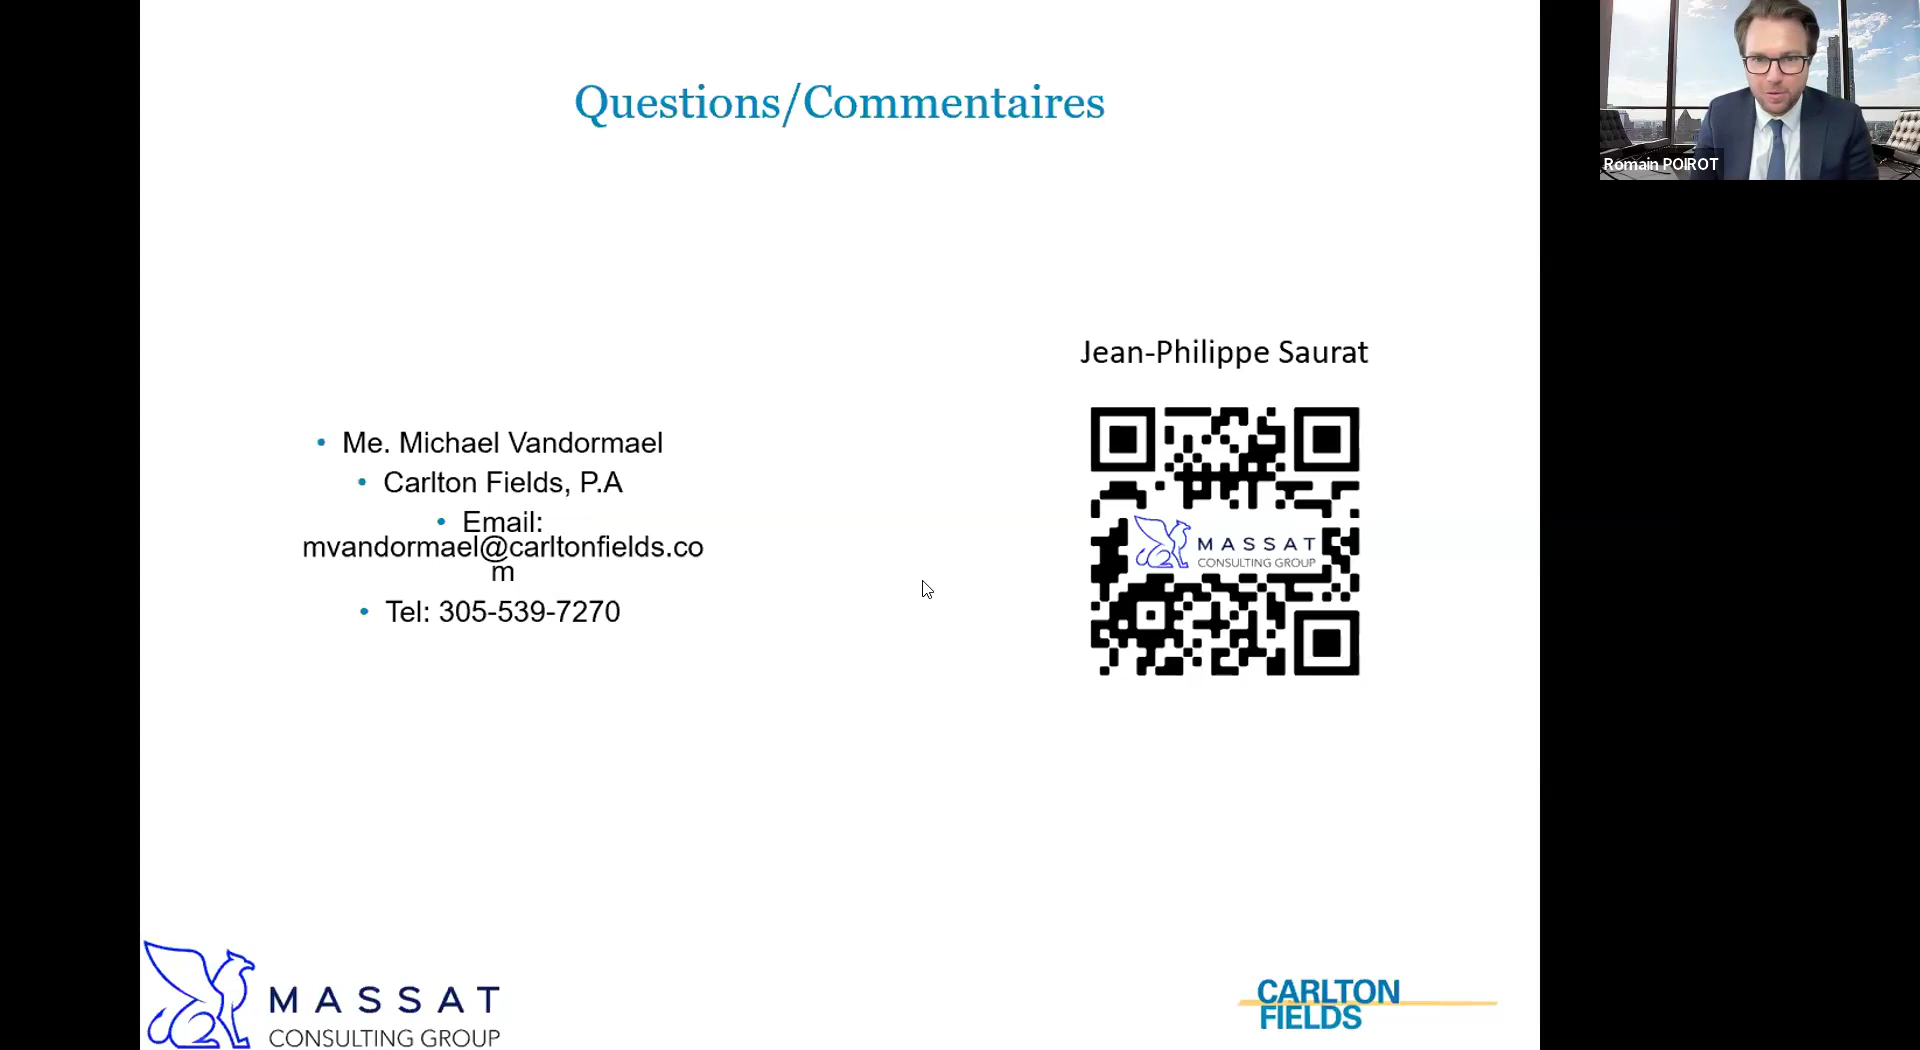 Questions/Commentaires
Romain POIROT
Jean-Philippe Saurat
• Me. Michael Vandormael
• Carlton Fields, P.A
• Email:
mvandormael@carltonfields.co
m
• Tel: 305-539-7270
MASSAT
CONSULTING GROUP
MASSAT
CONSULTING GROUP
CARLTON
FIELDS